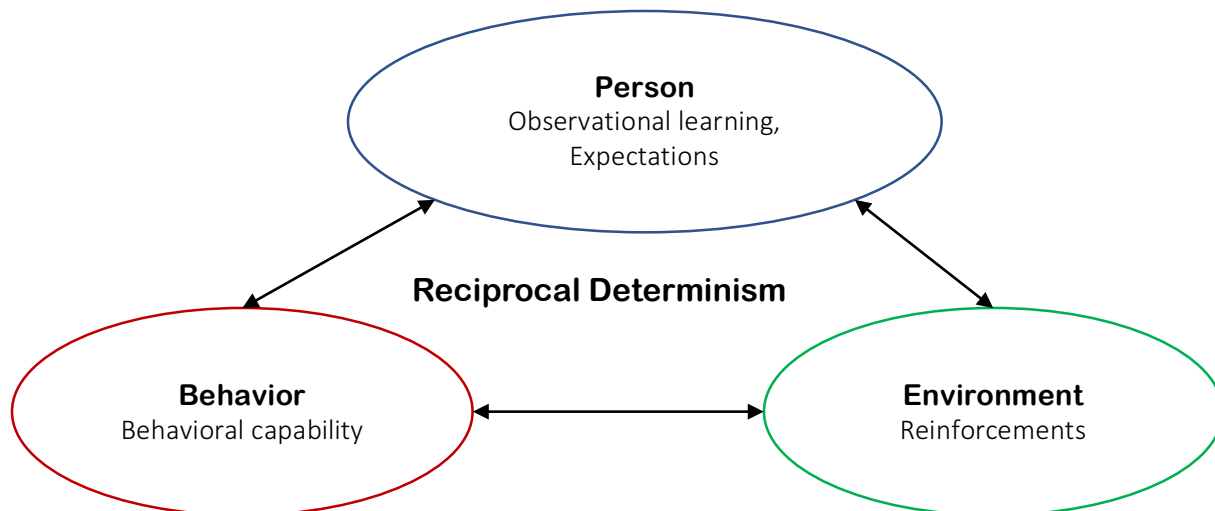 Person
Observational learning,
Expectations
Reciprocal Determinism
Behavior
Behavioral capability
Environment
Reinforcements